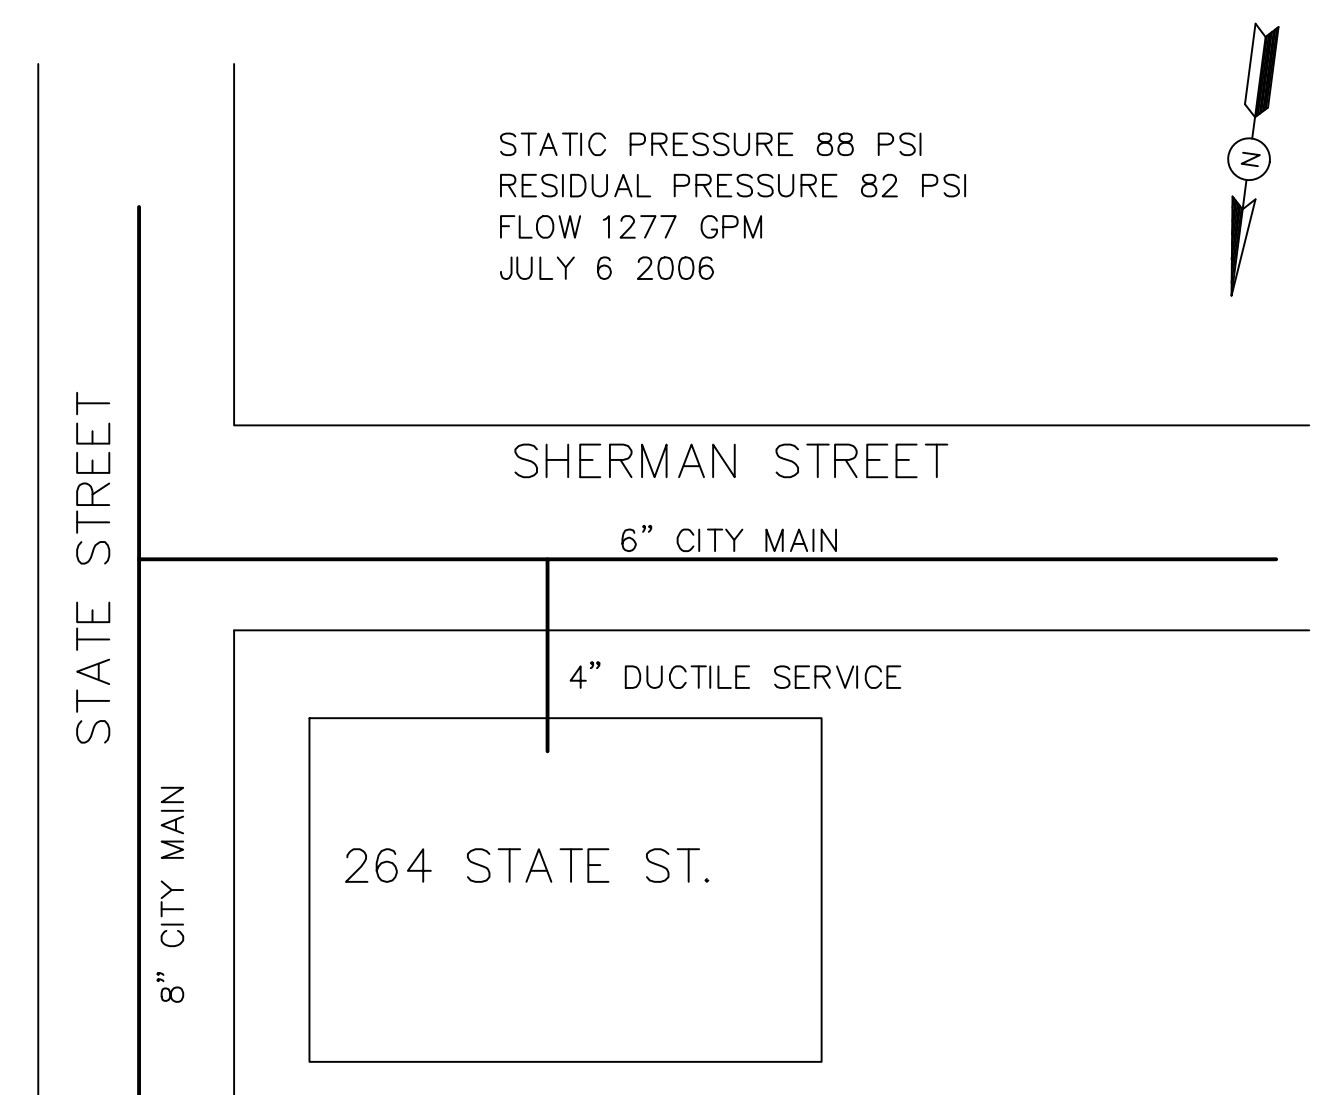 STATIC PRESSURE 88 PSI
RESIDUAL PRESSURE 82 PSI
FLOW 1277 GPM
JULY 6 2006
N
STATE STREET
SHERMAN STREET
6” CITY MAIN
4” DUCTILE SERVICE
8” CITY MAIN
264 STATE ST.